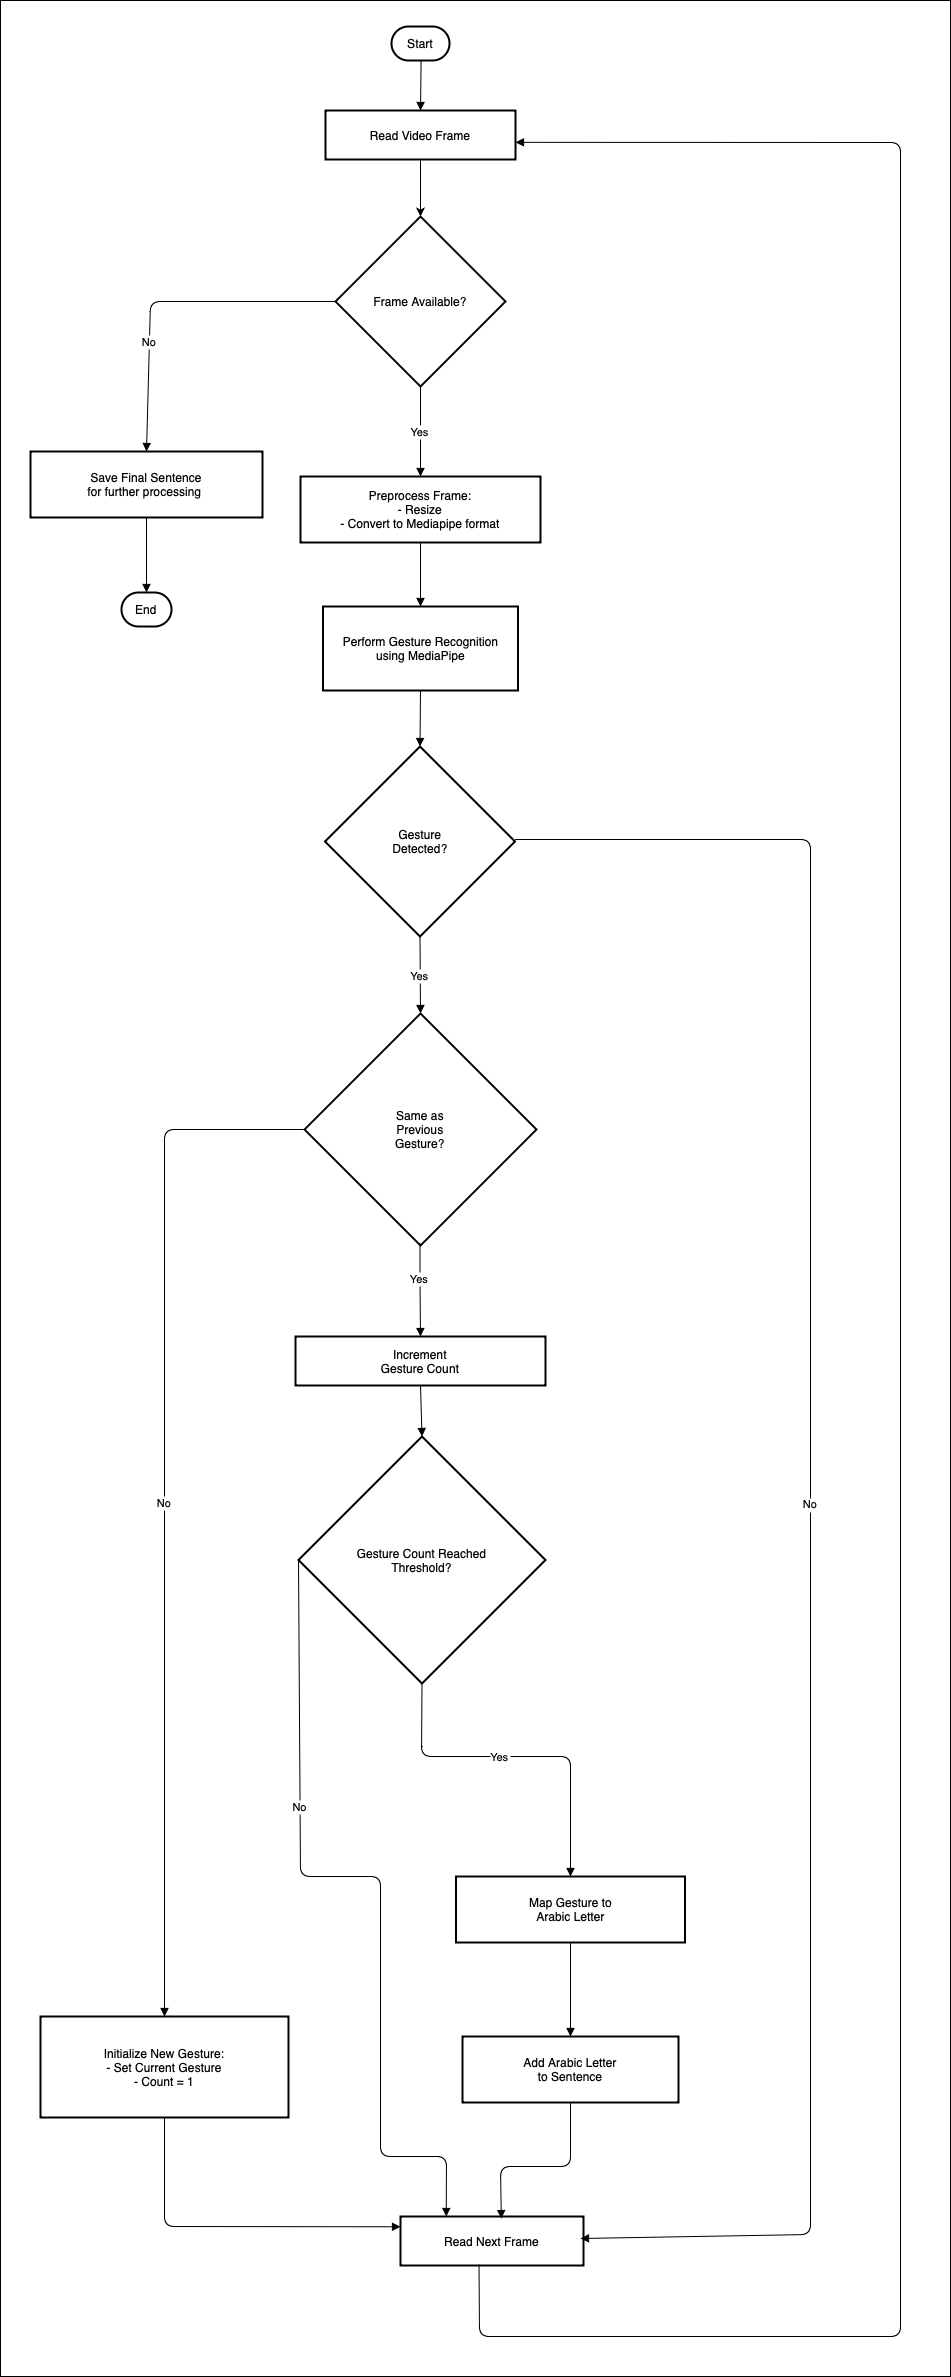 Start
Read Video Frame
Frame Available?
No
Yes
Save Final Sentence
for further processing
Preprocess Frame:
- Resize
- Convert to Mediapipe format
End
Perform Gesture Recognition
using MediaPipe
Gesture
Detected?
Yes
Same as
Previous
Gesture?
Yes
Increment
Gesture Count
No
No
Gesture Count Reached
Threshold?
Yes
No
Map Gesture to
Arabic Letter
Initialize New Gesture:
- Set Current Gesture
- Count = 1
Add Arabic Letter
to Sentence
Read Next Frame